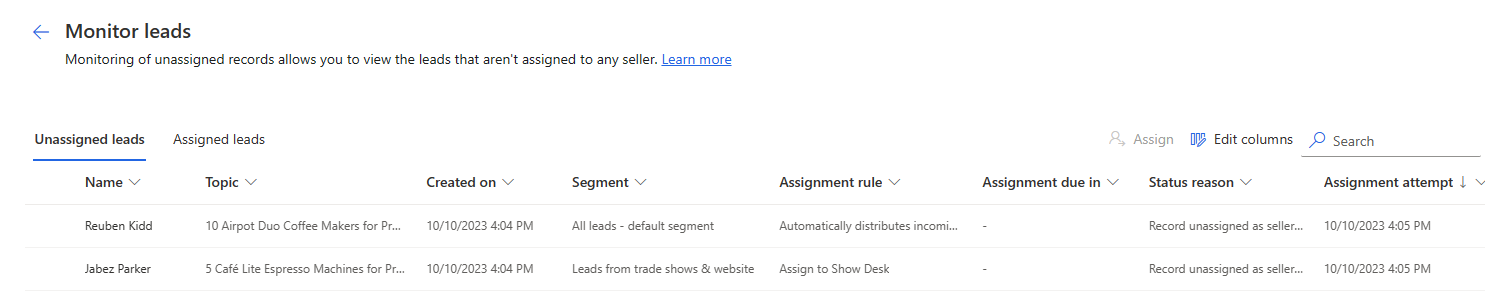 Monitor leads
Monitoring of unassigned records allows you to view the leads that aren't assigned to any seller. Learn more
Unassigned leads Assigned leads Assign Edit columns Search
Name Topic Created on Segment Assignment rule Assignment due in Status reason Assignment attempt
Reuben Kidd 10 Airpot Duo Coffee Makers for Pr... 10/10/2023 4:04 PM All leads - default segment Automatically distributes incomi... - Record unassigned as seller... 10/10/2023 4:05 PM
Jabez Parker 5 Café Lite Espresso Machines for Pr... 10/10/2023 4:04 PM Leads from trade shows & website Assign to Show Desk - Record unassigned as seller... 10/10/2023 4:05 PM